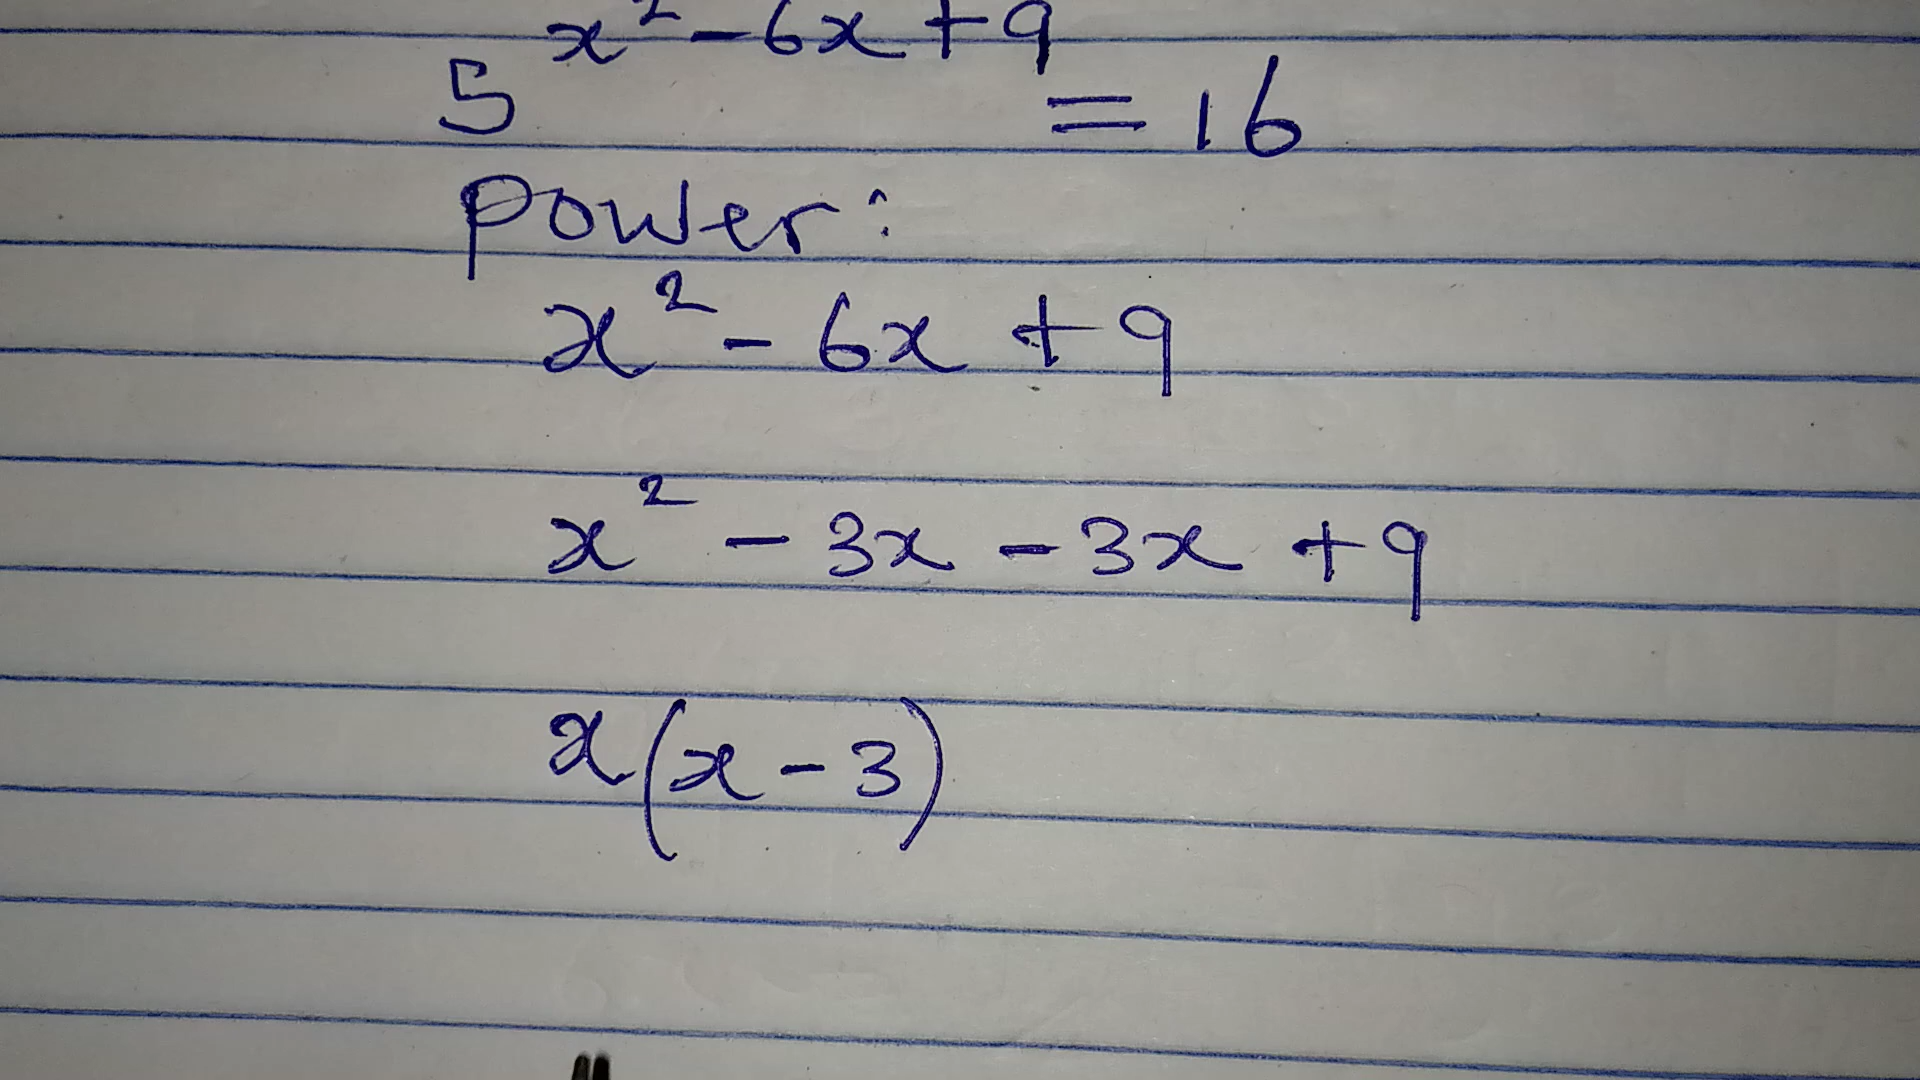 5^{x² - 6x + 9} = 16
power:
x² - 6x + 9
x² - 3x - 3x + 9
x(x - 3)